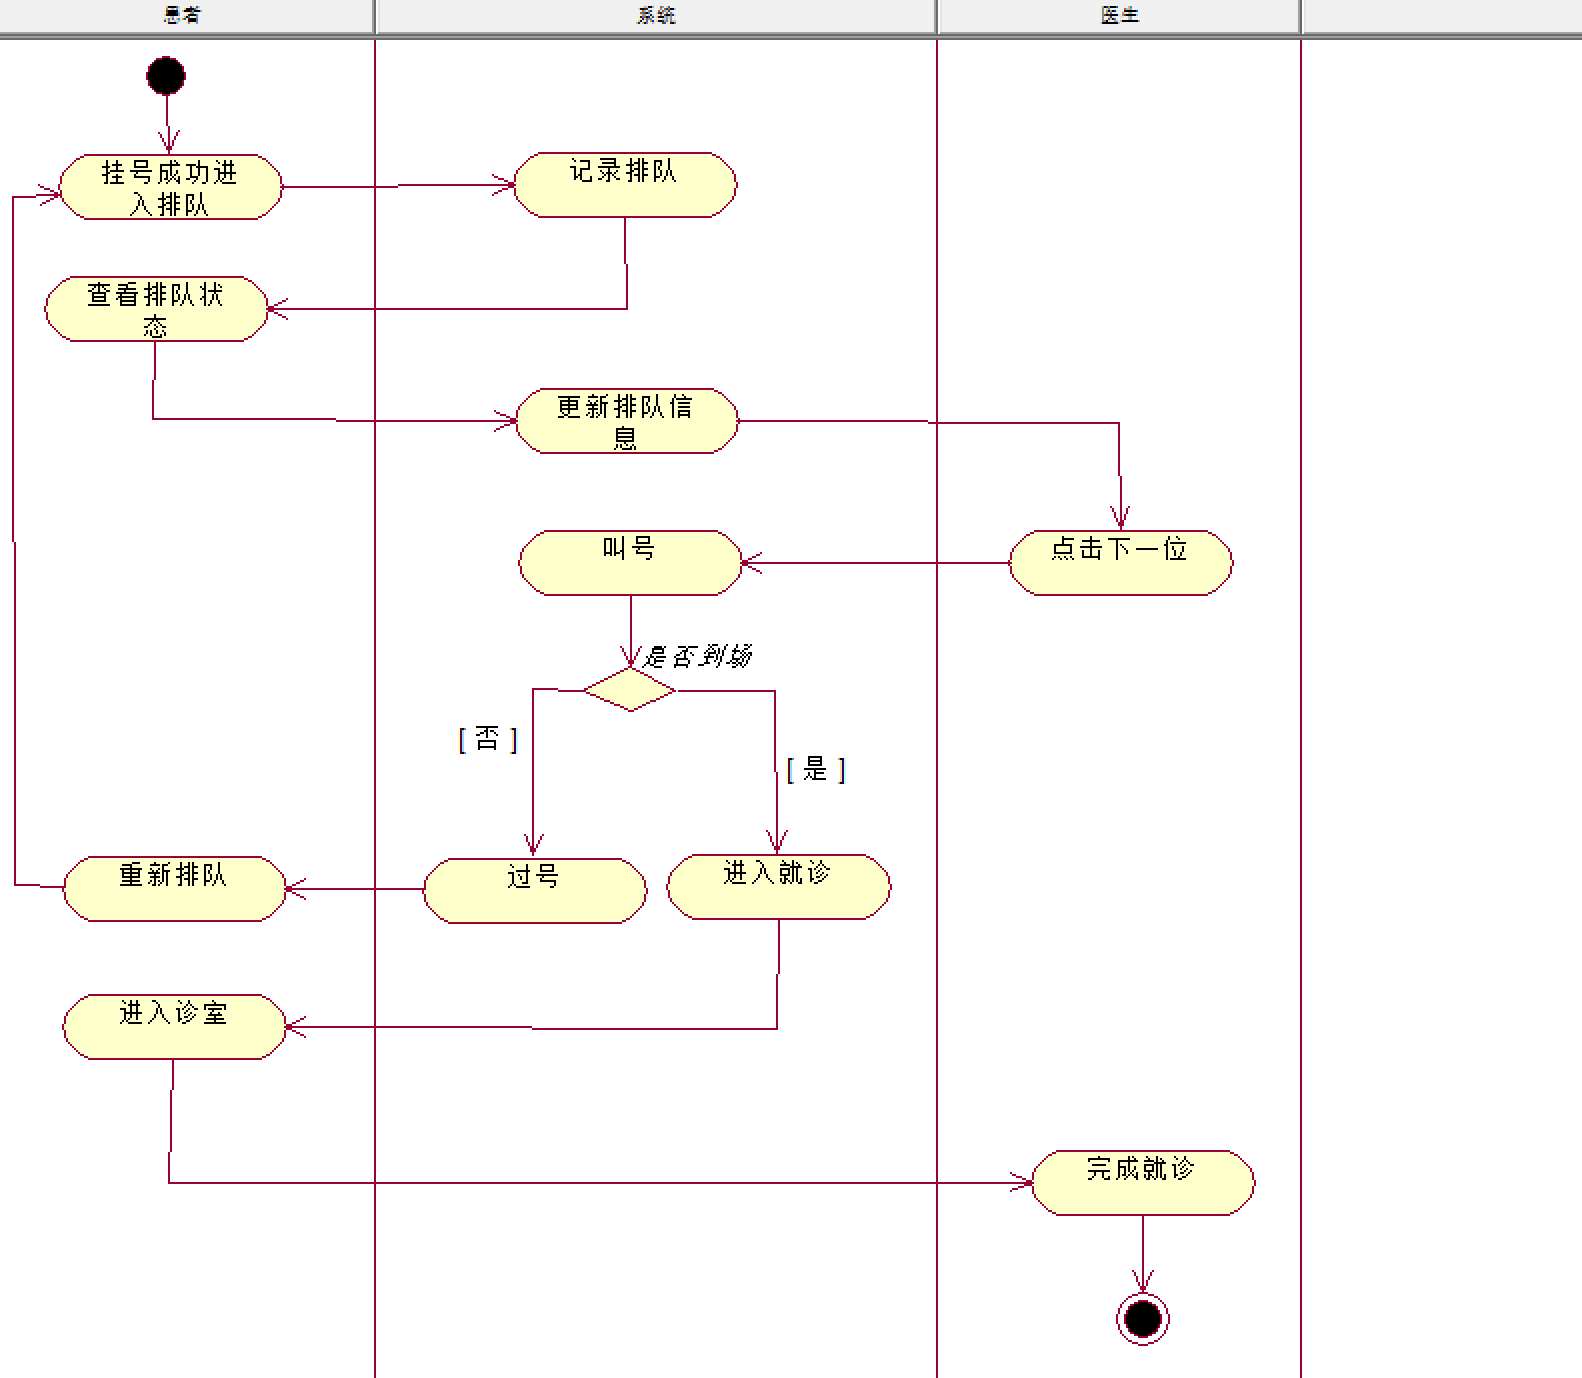 患者
系统
医生
挂号成功进
入排队
记录排队
查看排队状
态
更新排队信
息
叫号
点击下一位
是否到场
[ 否 ]
[ 是 ]
重新排队
过号
进入就诊
进入诊室
完成就诊